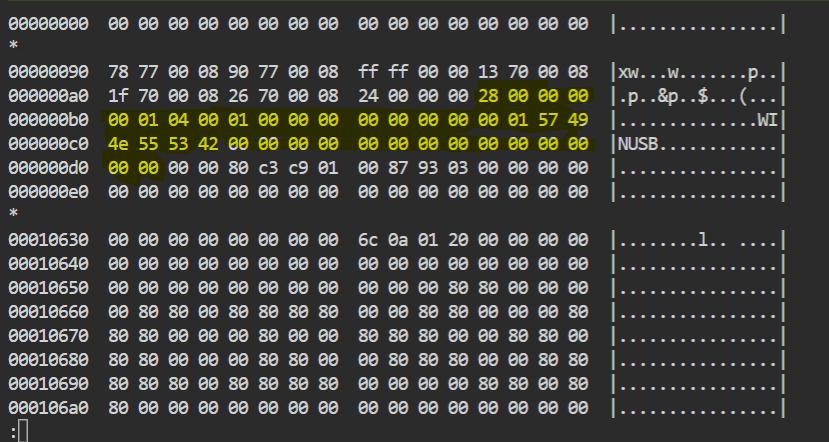 00000000  00 00 00 00 00 00 00 00  00 00 00 00 00 00 00 00  |................|
*
00000090  78 77 00 08 90 77 00 08  ff ff 00 00 13 70 00 08  |xw...w.......p..|
000000a0  1f 70 00 08 26 70 00 08  24 00 00 00 28 00 00 00  |.p..&p..$...(...|
000000b0  00 01 04 00 01 00 00 00  00 00 00 00 00 01 57 49  |..............WI|
000000c0  4e 55 53 42 00 00 00 00  00 00 00 00 00 00 00 00  |NUSB............|
000000d0  00 00 00 00 80 c3 c9 01  00 87 93 03 00 00 00 00  |................|
000000e0  00 00 00 00 00 00 00 00  00 00 00 00 00 00 00 00  |................|
*
00010630  00 00 00 00 00 00 00 00  6c 0a 01 20 00 00 00 00  |........l.. ....|
00010640  00 00 00 00 00 00 00 00  00 00 00 00 00 00 00 00  |................|
00010650  00 00 00 00 00 00 00 00  00 00 00 80 80 00 00 00  |................|
00010660  00 80 80 00 80 80 80 80  00 00 80 80 00 00 00 80  |................|
00010670  80 80 00 00 00 80 00 00  80 80 80 80 00 00 80 80  |................|
00010680  80 80 00 00 00 80 80 00  00 80 80 00 80 00 00 80  |................|
00010690  80 80 80 80 80 80 80 80  00 00 00 00 80 80 00 80  |................|
000106a0  80 00 00 00 00 00 00 00  00 00 00 00 00 00 00 00  |................|
: